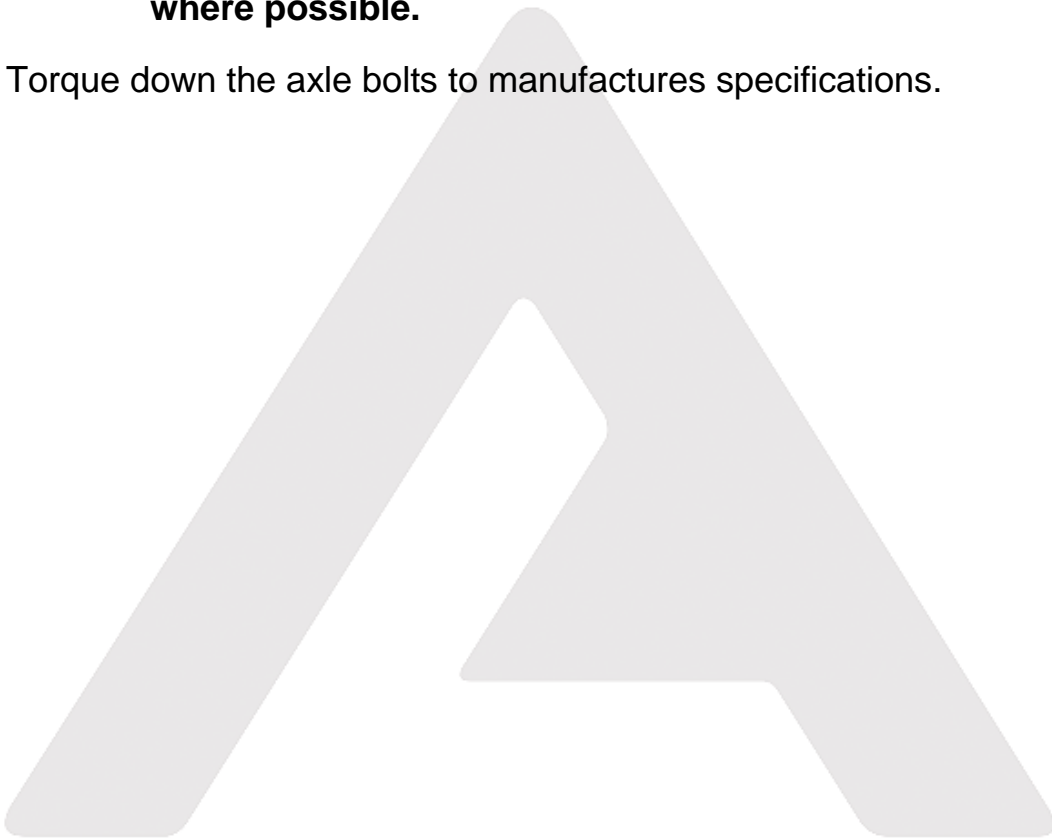 where possible.
Torque down the axle bolts to manufactures specifications.